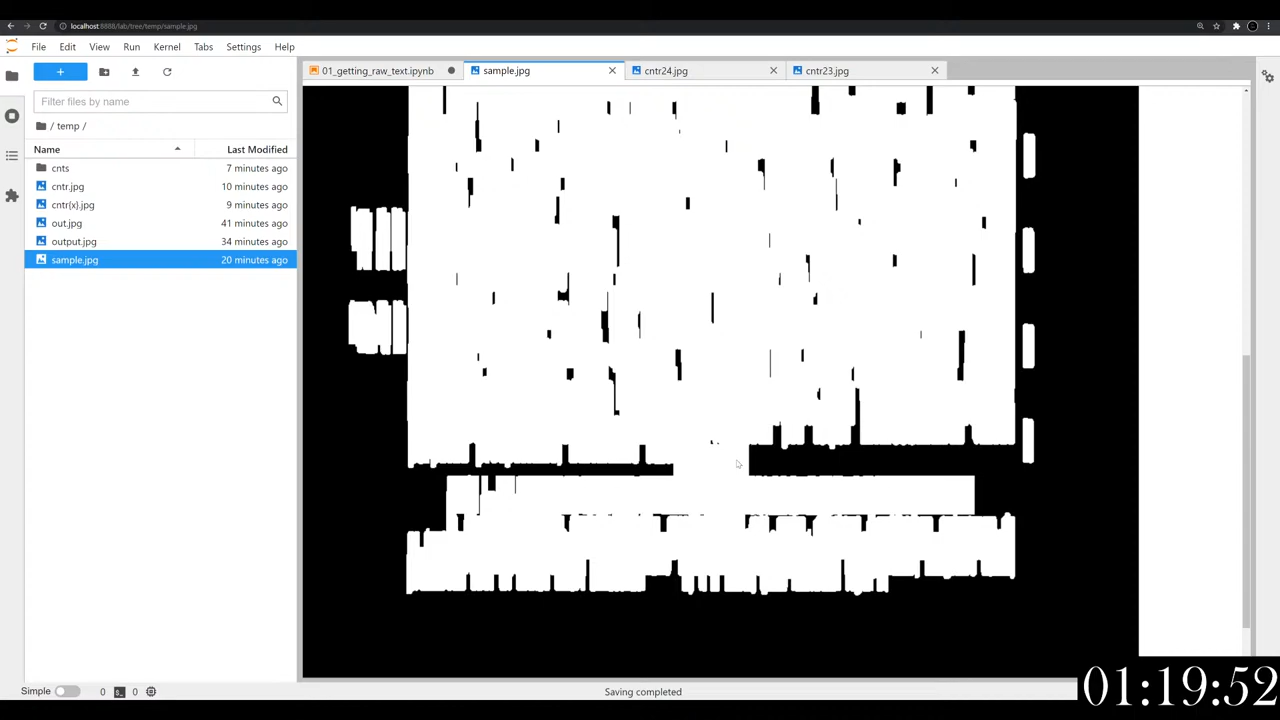 localhost:8888/lab/tree/temp/sample.jpg
File Edit View Run Kernel Tabs Settings Help
+
01_getting_raw_text.ipynb sample.jpg cntr24.jpg cntr23.jpg
Filter files by name
/ temp /
Name Last Modified
cnts 7 minutes ago
cntr.jpg 10 minutes ago
cntr{x}.jpg 9 minutes ago
out.jpg 41 minutes ago
output.jpg 34 minutes ago
sample.jpg 20 minutes ago
Simple 0 0 Saving completed
01:19:52